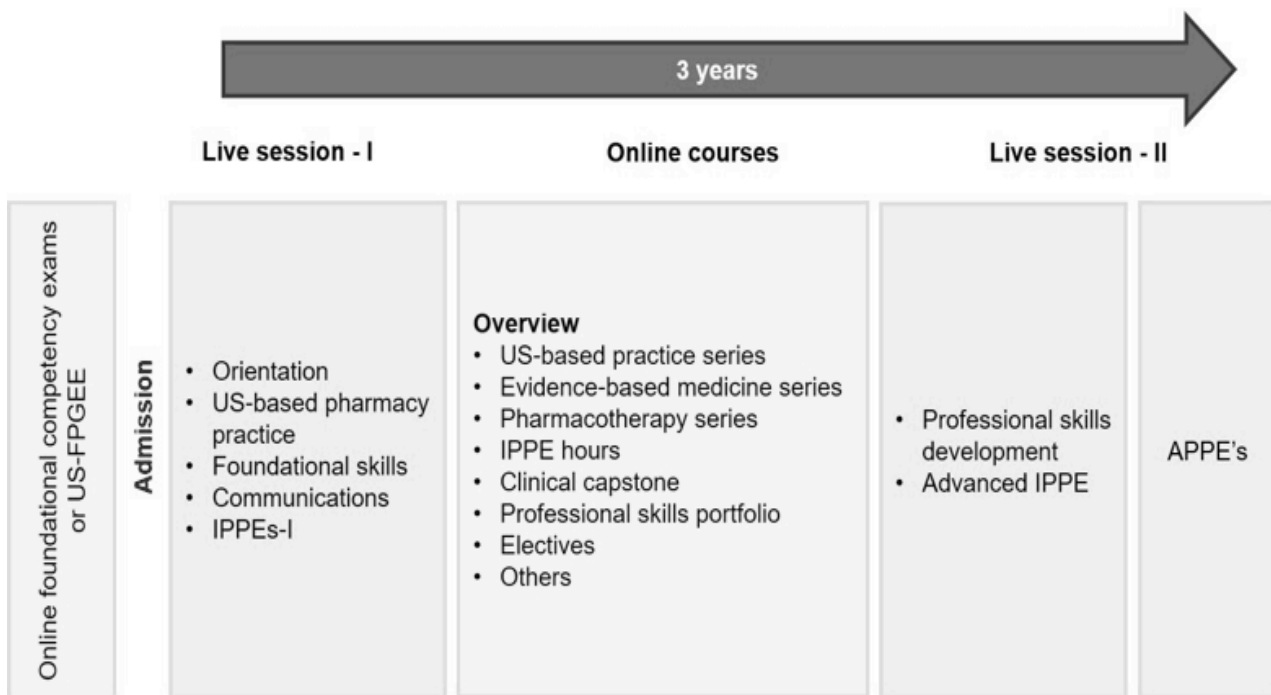 3 years
Live session - I
Online courses
Live session - II
Online foundational competency exams
or US-FPGEE
Admission
• Orientation
• US-based pharmacy
practice
• Foundational skills
• Communications
• IPPEs-I
Overview
• US-based practice series
• Evidence-based medicine series
• Pharmacotherapy series
• IPPE hours
• Clinical capstone
• Professional skills portfolio
• Electives
• Others
• Professional skills
development
• Advanced IPPE
APPE's